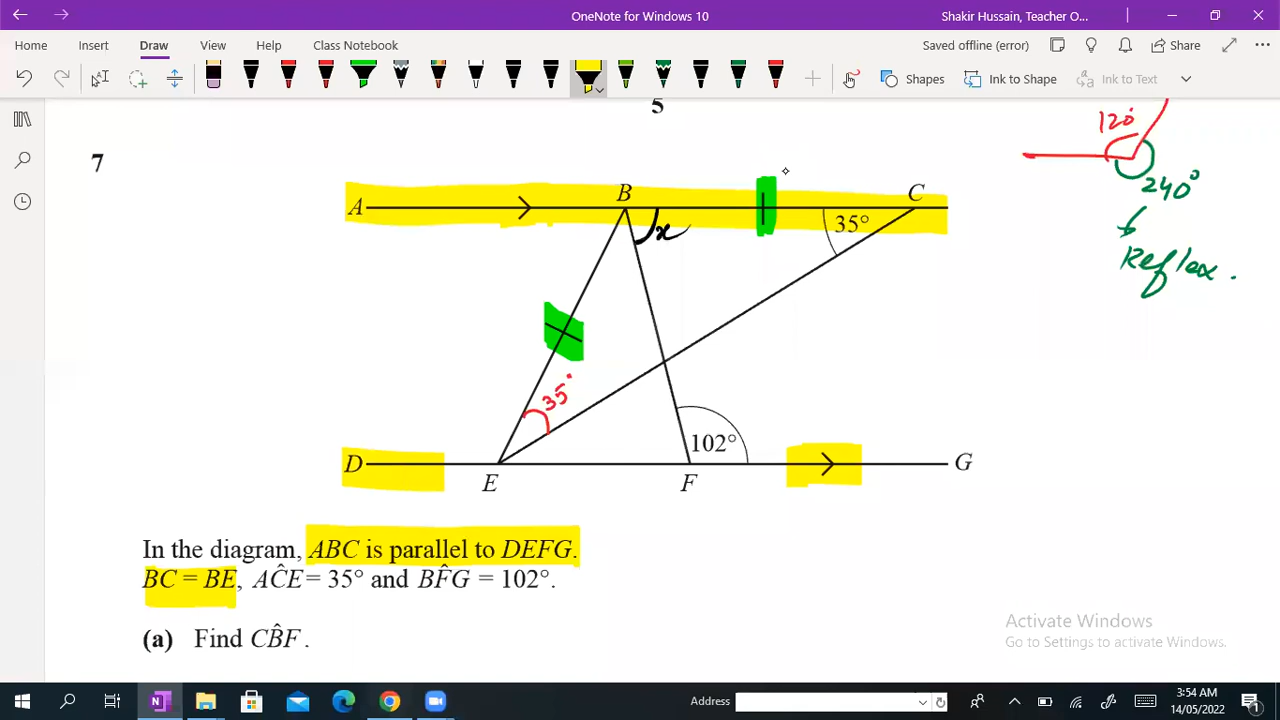 OneNote for Windows 10
Shakir Hussain, Teacher O...
Home Insert Draw View Help Class Notebook
Saved offline (error) Share
Shapes Ink to Shape Ink to Text
5
7
120°
240°
Reflex.
A B C
x
35°
35°
102°
D E F G
In the diagram, ABC is parallel to DEFG.
BC = BE, AĈE = 35° and BF̂G = 102°.
(a) Find CB̂F.
Activate Windows
Go to Settings to activate Windows.
Address
3:54 AM
14/05/2022
1